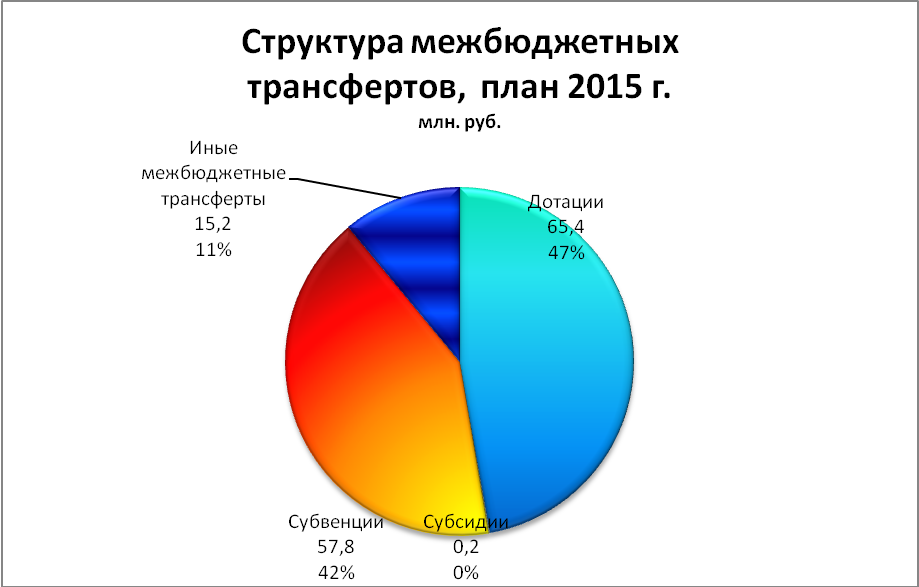 Структура межбюджетных
трансфертов,  план 2015 г.
млн. руб.
Иные
межбюджетные
трансферты
15,2
11%
Дотации
65,4
47%
Субвенции
57,8
42%
Субсидии
0,2
0%